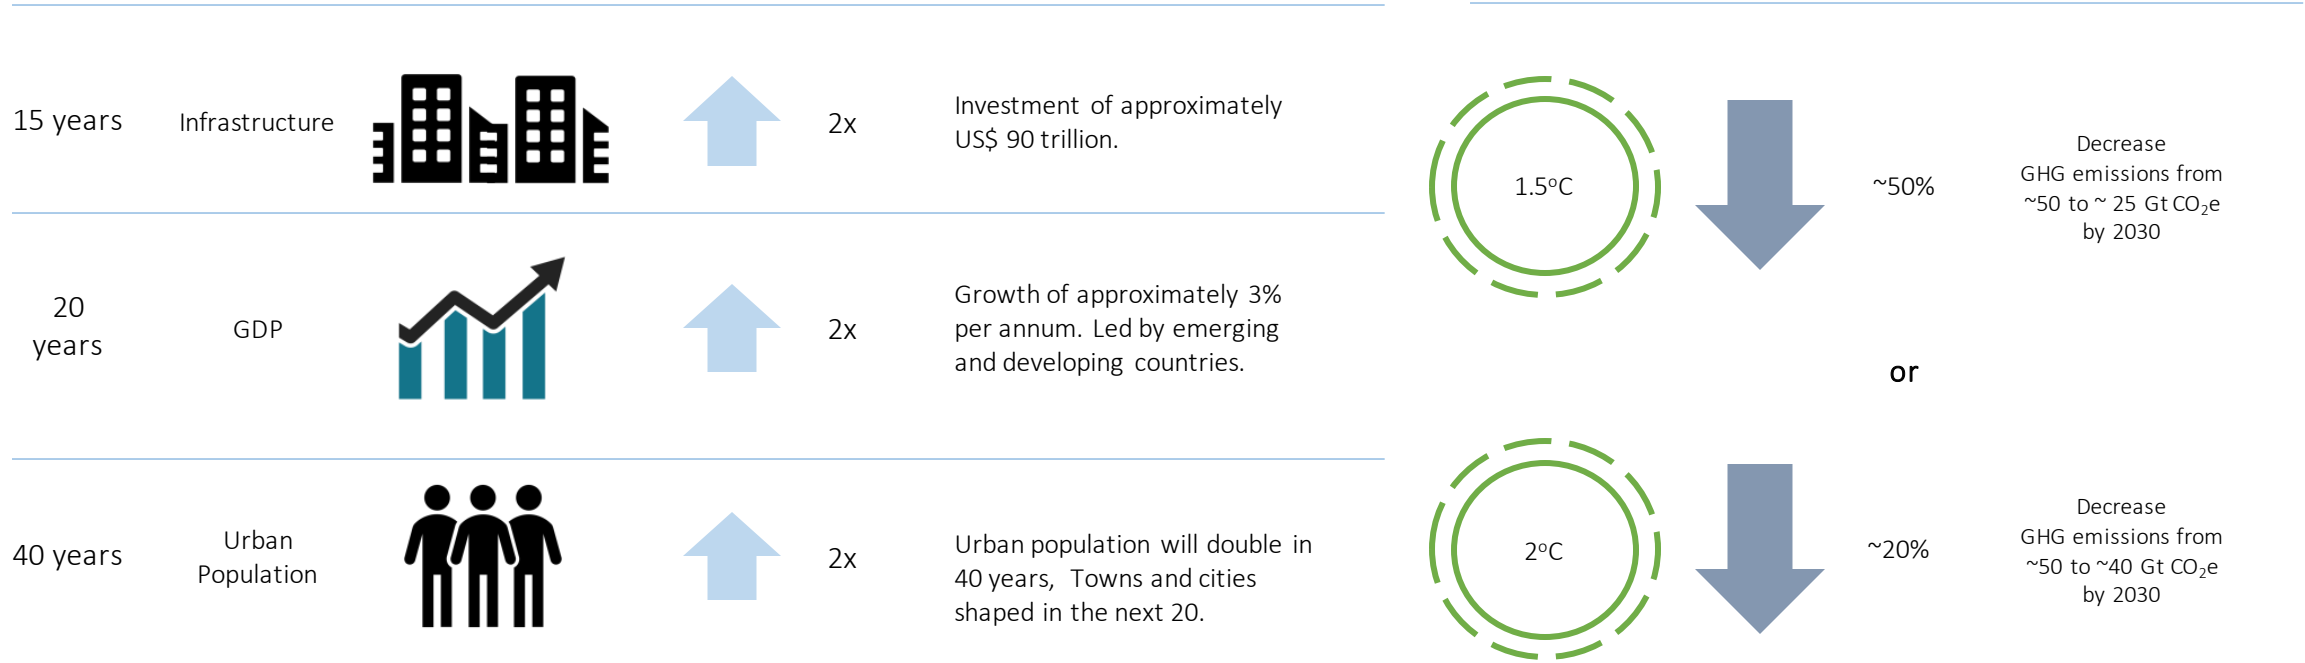 15 years
Infrastructure
2x
Investment of approximately
US$ 90 trillion.
20
years
GDP
2x
Growth of approximately 3%
per annum. Led by emerging
and developing countries.
40 years
Urban
Population
2x
Urban population will double in
40 years, Towns and cities
shaped in the next 20.
1.5°C
~50%
Decrease
GHG emissions from
~50 to ~ 25 Gt CO₂e
by 2030
or
2°C
~20%
Decrease
GHG emissions from
~50 to ~40 Gt CO₂e
by 2030